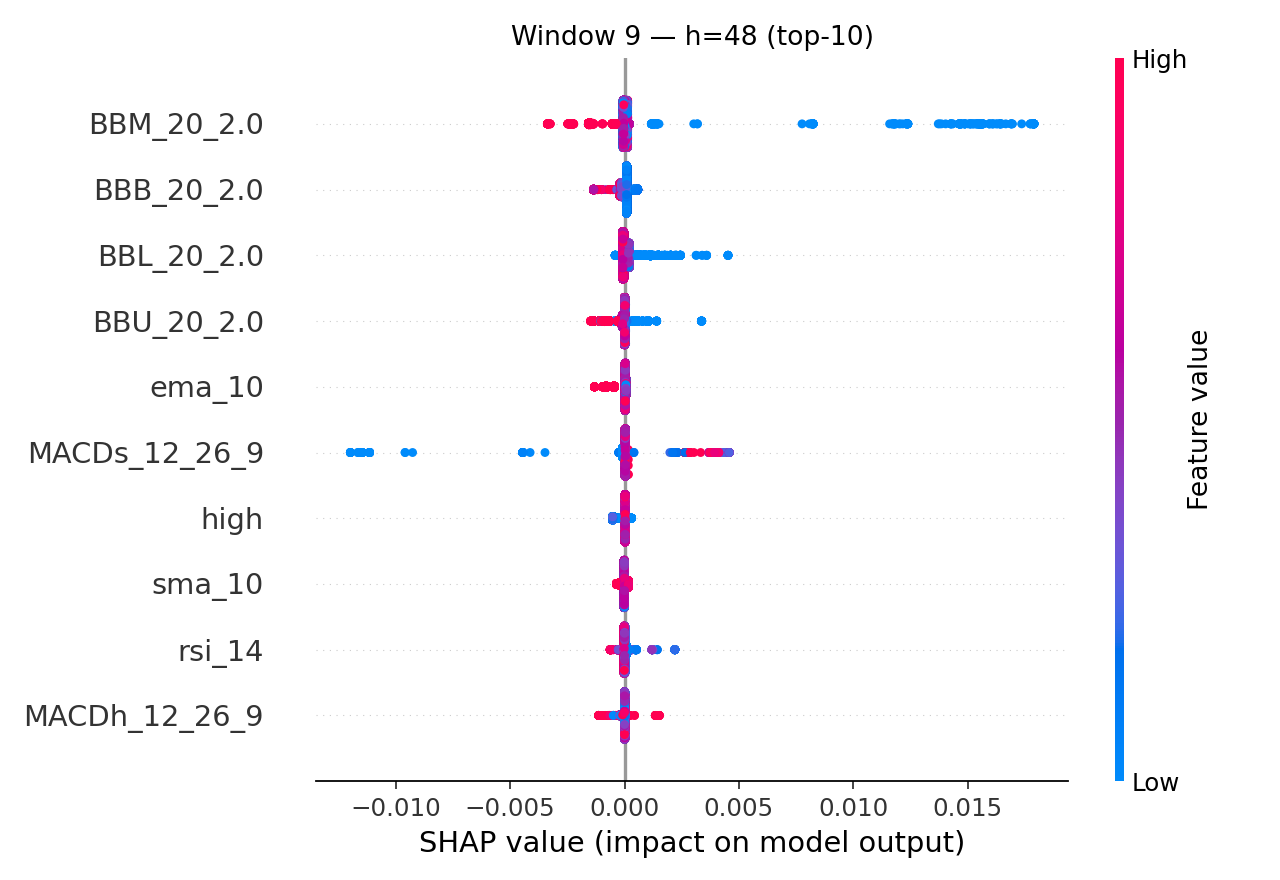 Window 9 — h=48 (top-10)
High
BBM_20_2.0
BBB_20_2.0
BBL_20_2.0
BBU_20_2.0
ema_10
MACDs_12_26_9
high
sma_10
rsi_14
MACDh_12_26_9
Feature value
Low
−0.010 −0.005 0.000 0.005 0.010 0.015
SHAP value (impact on model output)